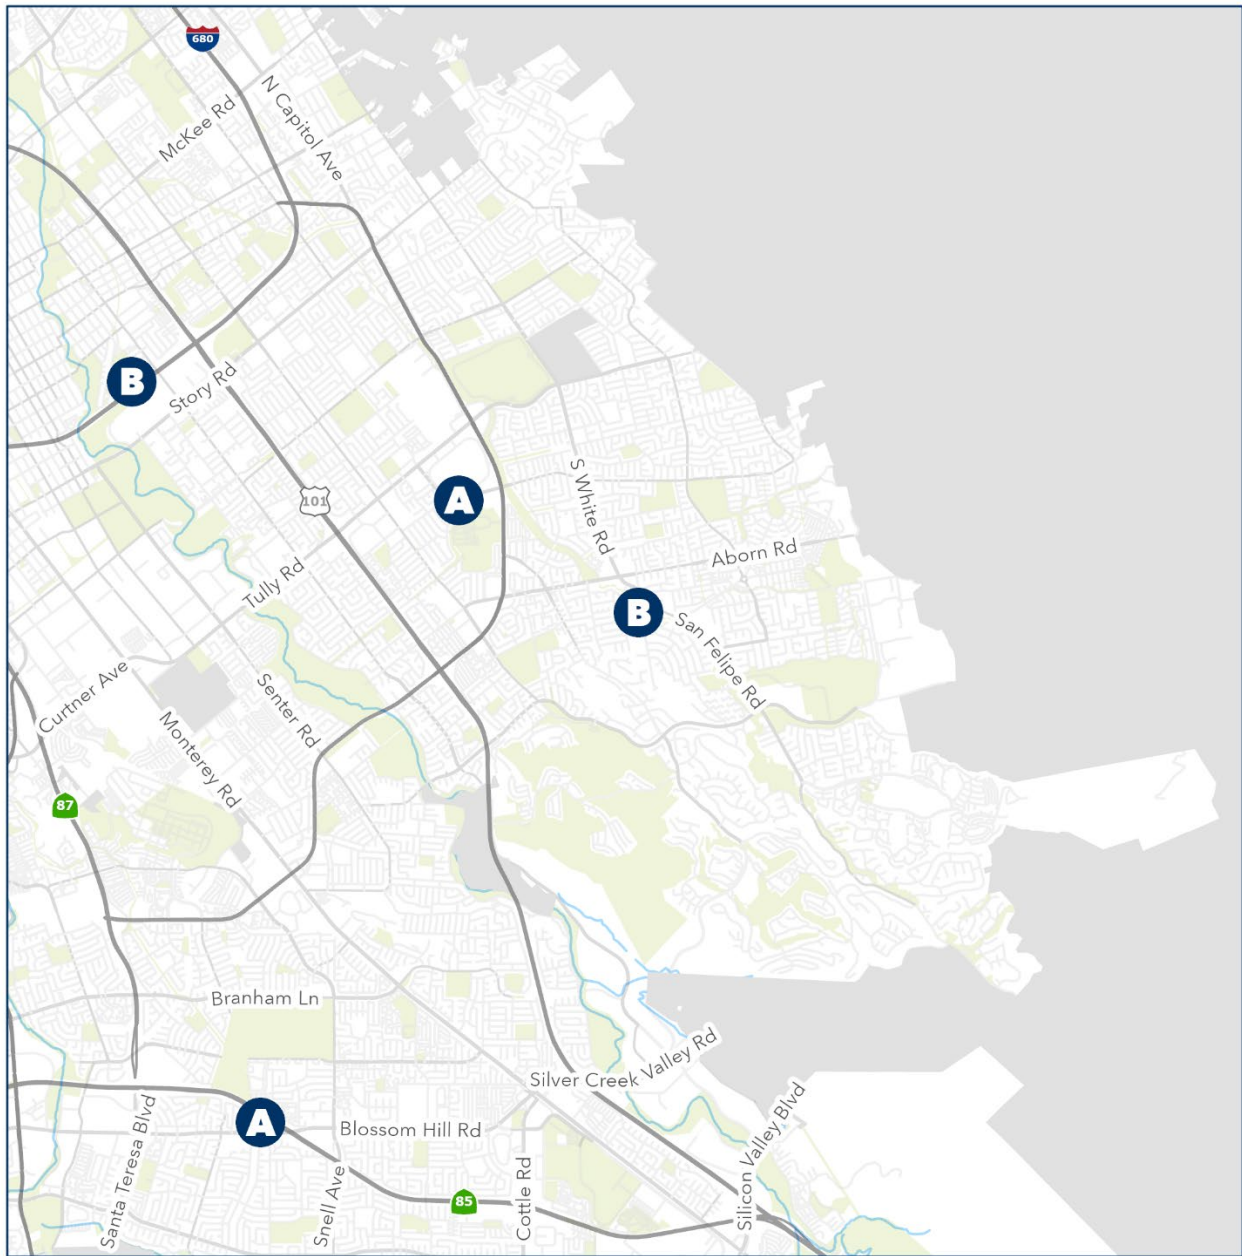 680
McKee Rd
N Capitol Ave
B
Story Rd
S White Rd
A
101
Aborn Rd
Tully Rd
B
San Felipe Rd
Curtner Ave
Senter Rd
Monterey Rd
87
Branham Ln
Silver Creek Valley Rd
A
Blossom Hill Rd
Silicon Valley Blvd
Santa Teresa Blvd
Snell Ave
85
Cottle Rd